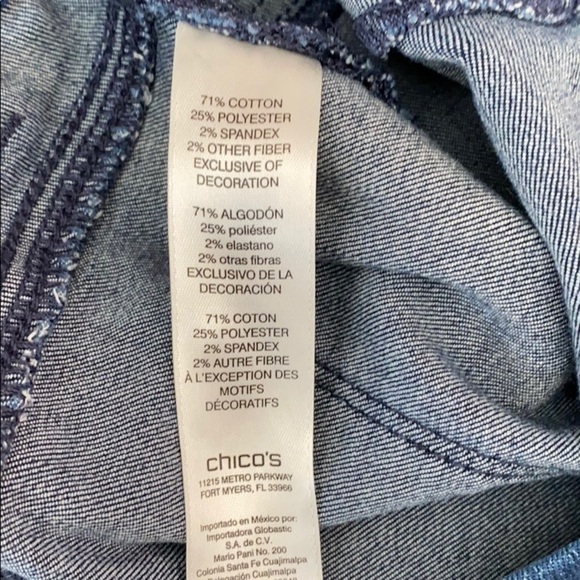 71% COTTON
25% POLYESTER
2% SPANDEX
2% OTHER FIBER
EXCLUSIVE OF
DECORATION
71% ALGODÓN
25% poliéster
2% elastano
2% otras fibras
EXCLUSIVO DE LA
DECORACIÓN
71% COTON
25% POLYESTER
2% SPANDEX
2% AUTRE FIBRE
À L'EXCEPTION DES
MOTIFS
DÉCORATIFS
chico's
11215 METRO PARKWAY
FORT MYERS, FL 33966
Importado en México por:
Importadora Globastic
S.A. de C.V.
Mario Pani No. 200
Colonia Santa Fe Cuajimalpa
Delegación Cuajimalpa